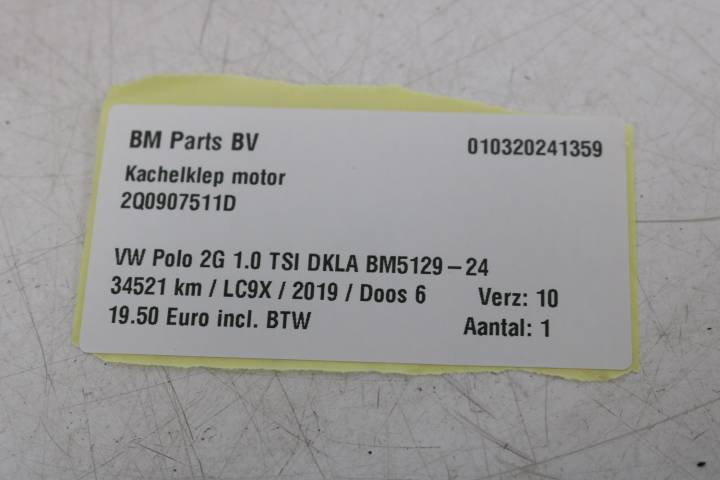 BM Parts BV 010320241359
Kachelklep motor
2Q0907511D
VW Polo 2G 1.0 TSI DKLA BM5129-24
34521 km / LC9X / 2019 / Doos 6 Verz: 10
19.50 Euro incl. BTW Aantal: 1